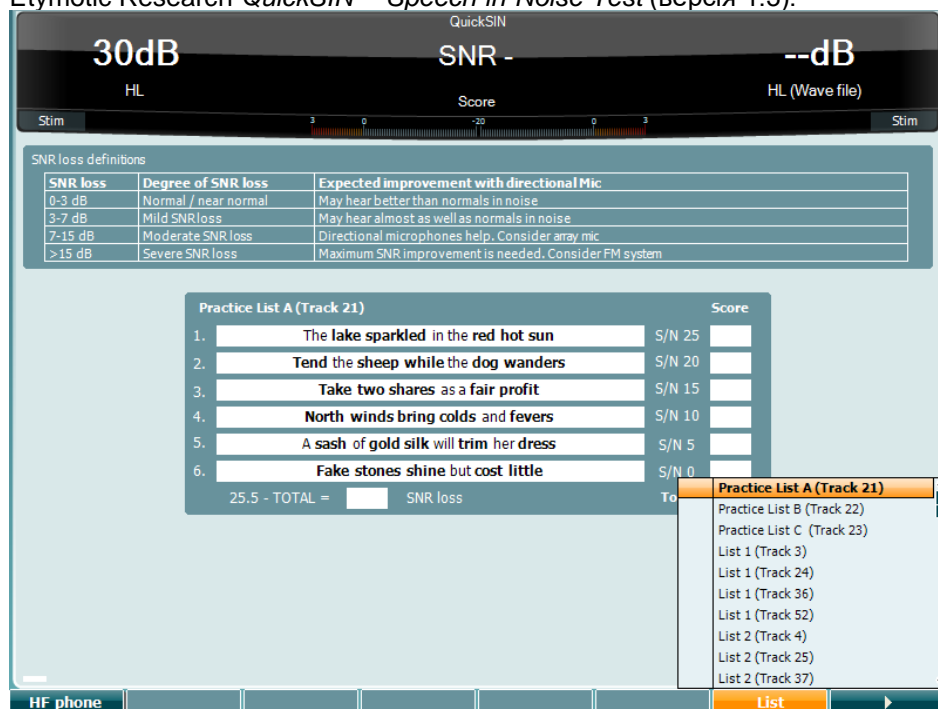 Etymotic Research QuickSIN™ Speech in Noise Test (версія 1.3).
QuickSIN
30dB SNR - --dB
HL HL (Wave file)
Score
Stim 3 0 -20 0 3 Stim
SNR loss definitions
SNR loss Degree of SNR loss Expected improvement with directional Mic
0-3 dB Normal / near normal May hear better than normals in noise
3-7 dB Mild SNR loss May hear almost as well as normals in noise
7-15 dB Moderate SNR loss Directional microphones help. Consider array mic
>15 dB Severe SNR loss Maximum SNR improvement is needed. Consider FM system
Practice List A (Track 21) Score
1. The lake sparkled in the red hot sun S/N 25
2. Tend the sheep while the dog wanders S/N 20
3. Take two shares as a fair profit S/N 15
4. North winds bring colds and fevers S/N 10
5. A sash of gold silk will trim her dress S/N 5
6. Fake stones shine but cost little S/N 0
25.5 - TOTAL = SNR loss To
Practice List A (Track 21)
Practice List B (Track 22)
Practice List C (Track 23)
List 1 (Track 3)
List 1 (Track 24)
List 1 (Track 36)
List 1 (Track 52)
List 2 (Track 4)
List 2 (Track 25)
List 2 (Track 37)
HF phone List